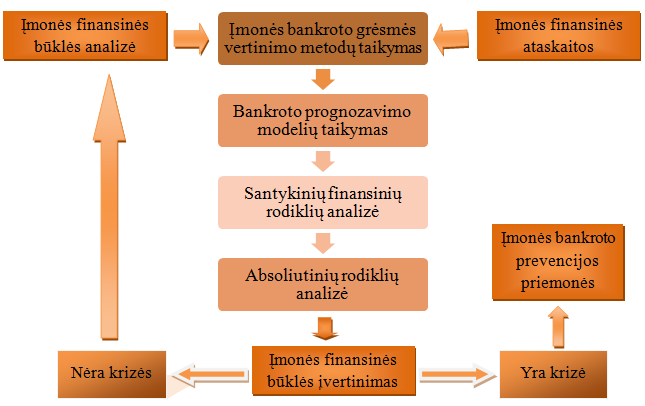 Įmonės finansinės
būklės analizė
Įmonės bankroto grėsmės
vertinimo metodų taikymas
Įmonės finansinės
ataskaitos
Bankroto prognozavimo
modelių taikymas
Santykinių finansinių
rodiklių analizė
Absoliutinių rodiklių
analizė
Įmonės bankroto
prevencijos
priemonės
Nėra krizės
Įmonės finansinės
būklės įvertinimas
Yra krizė